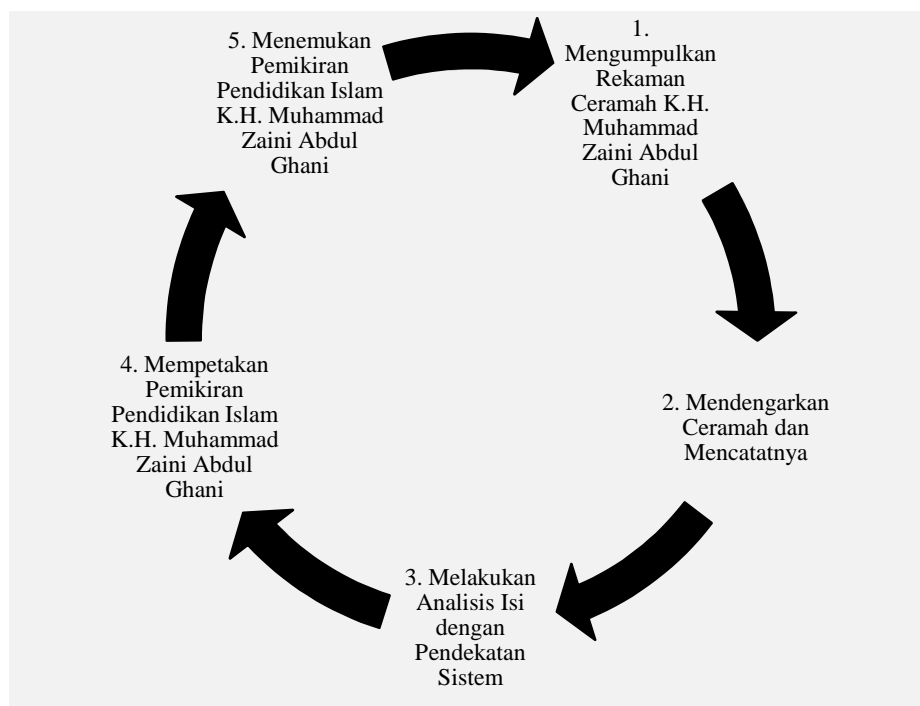 1.
Mengumpulkan
Rekaman
Ceramah K.H.
Muhammad
Zaini Abdul
Ghani
2. Mendengarkan
Ceramah dan
Mencatatnya
3. Melakukan
Analisis Isi
dengan
Pendekatan
Sistem
4. Mempetakan
Pemikiran
Pendidikan Islam
K.H. Muhammad
Zaini Abdul
Ghani
5. Menemukan
Pemikiran
Pendidikan Islam
K.H. Muhammad
Zaini Abdul
Ghani